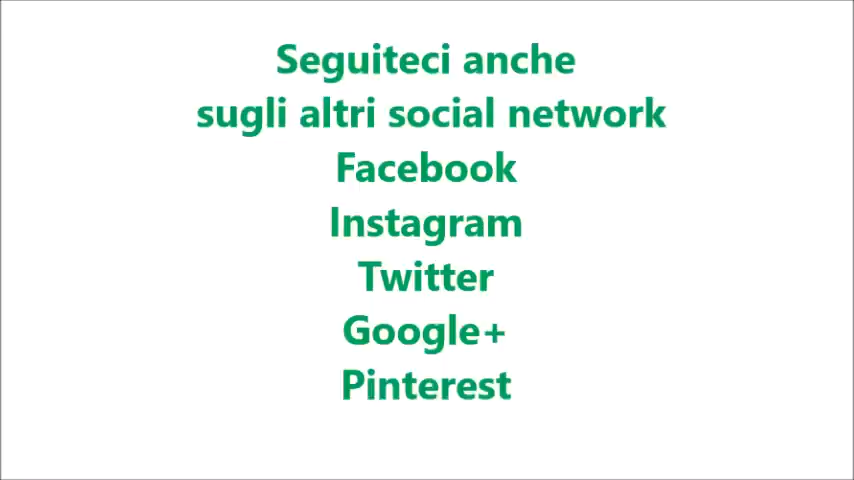 Seguiteci anche
sugli altri social network
Facebook
Instagram
Twitter
Google+
Pinterest